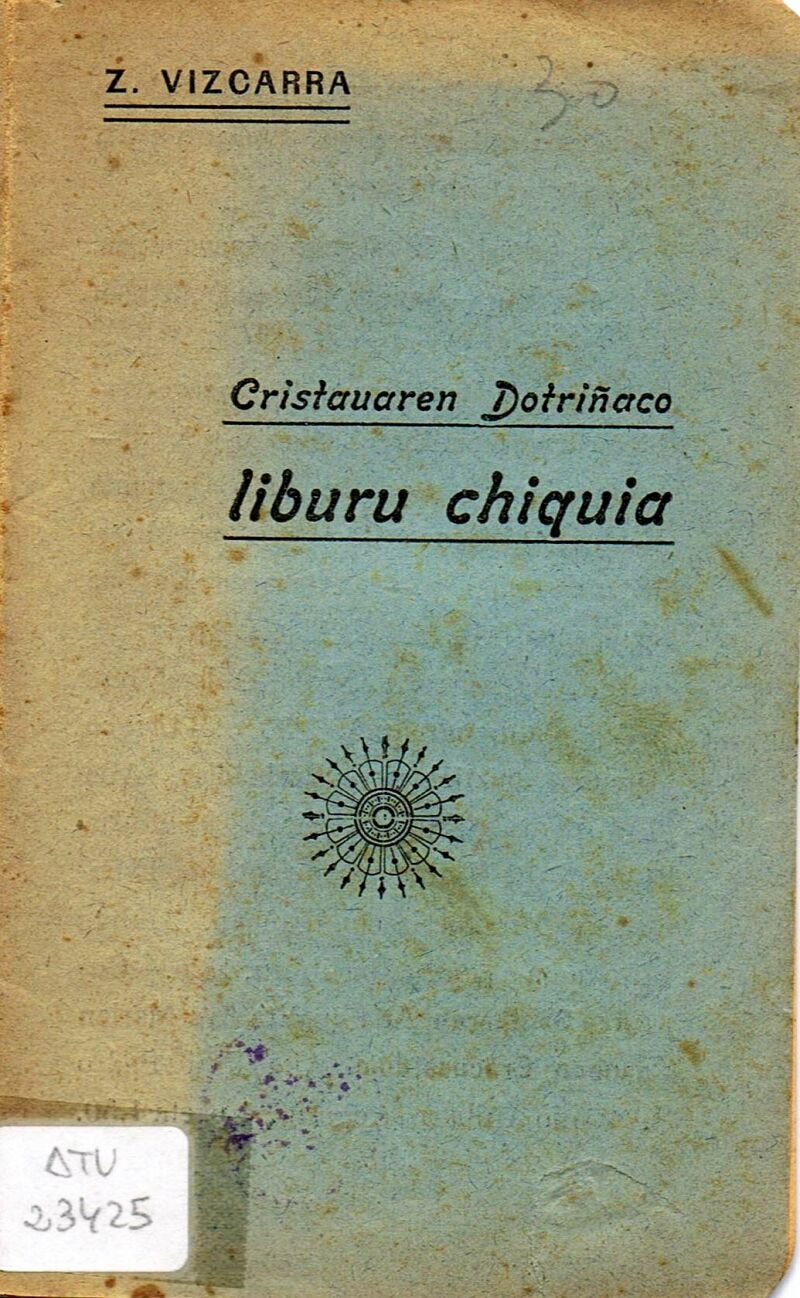 Z. VIZCARRA
30
Cristauaren Dotriñaco
liburu chiquia
ATU
23425